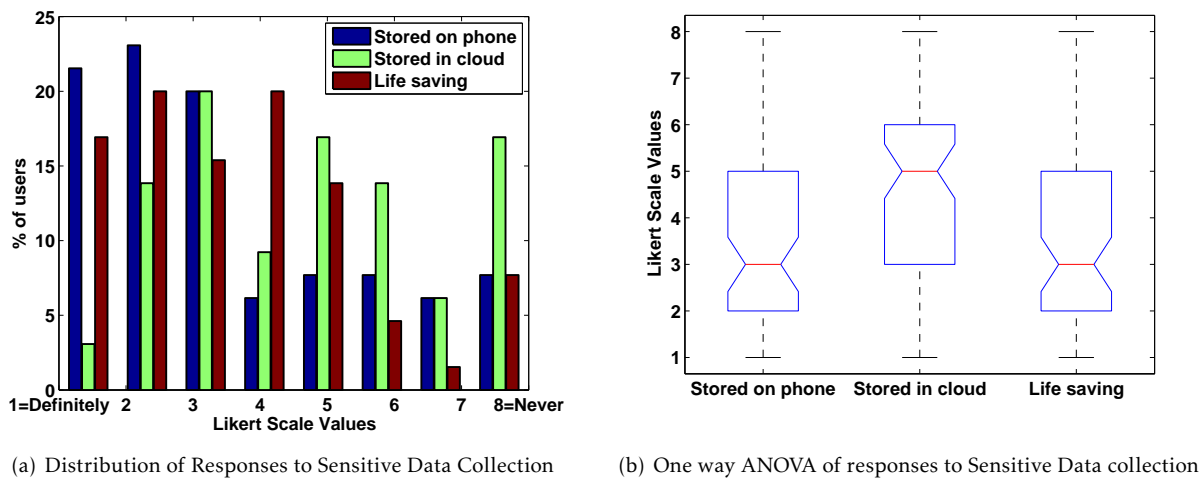 25
20
15
10
5
0
% of users
Stored on phone
Stored in cloud
Life saving
1=Definitely 2 3 4 5 6 7 8=Never
Likert Scale Values
(a) Distribution of Responses to Sensitive Data Collection
8
7
6
5
4
3
2
1
Likert Scale Values
Stored on phone Stored in cloud Life saving
(b) One way ANOVA of responses to Sensitive Data collection